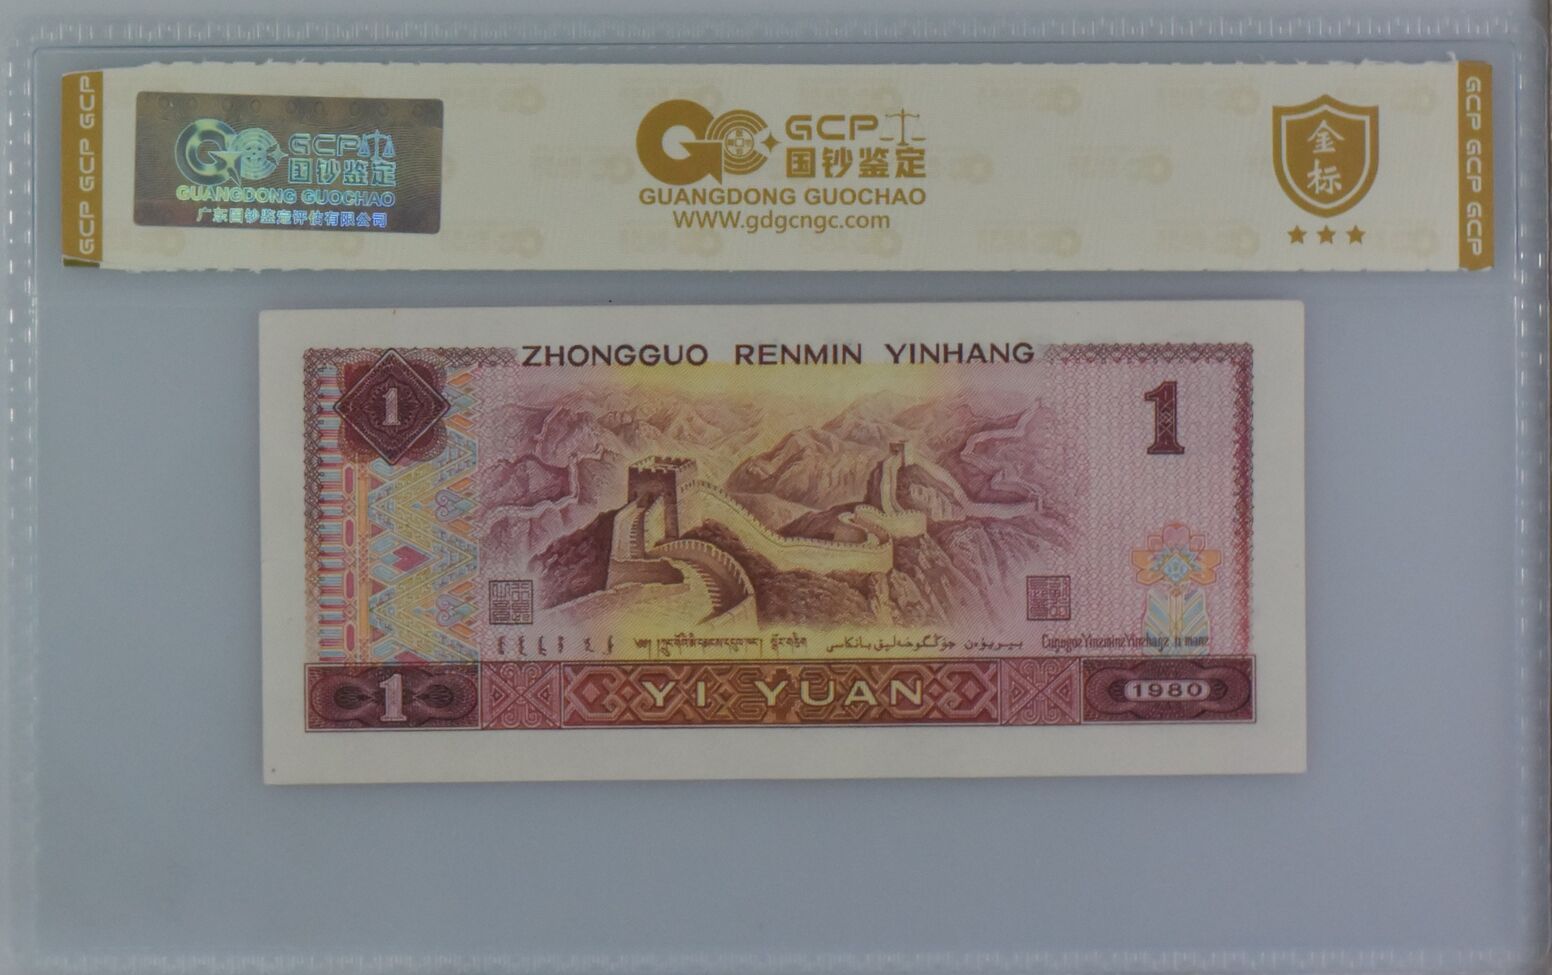 GCP GCP GCP
GCP
国钞鉴定
GUANGDONG GUOCHAO
广东国钞鉴定评估有限公司
GCP
国钞鉴定
GUANGDONG GUOCHAO
WWW.gdgcngc.com
金
标
GCP GCP GCP
ZHONGGUO RENMIN YINHANG
1
1
1
YI YUAN
1980